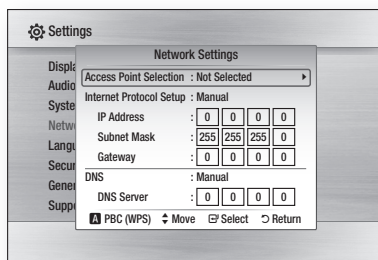 Settings
Network Settings
Access Point Selection : Not Selected
Internet Protocol Setup : Manual
IP Address : 0 0 0 0
Subnet Mask : 255 255 255 0
Gateway : 0 0 0 0
DNS : Manual
DNS Server : 0 0 0 0
A PBC (WPS) Move Select Return
Displa
Audio
Syste
Netw
Langu
Secur
Gener
Suppo